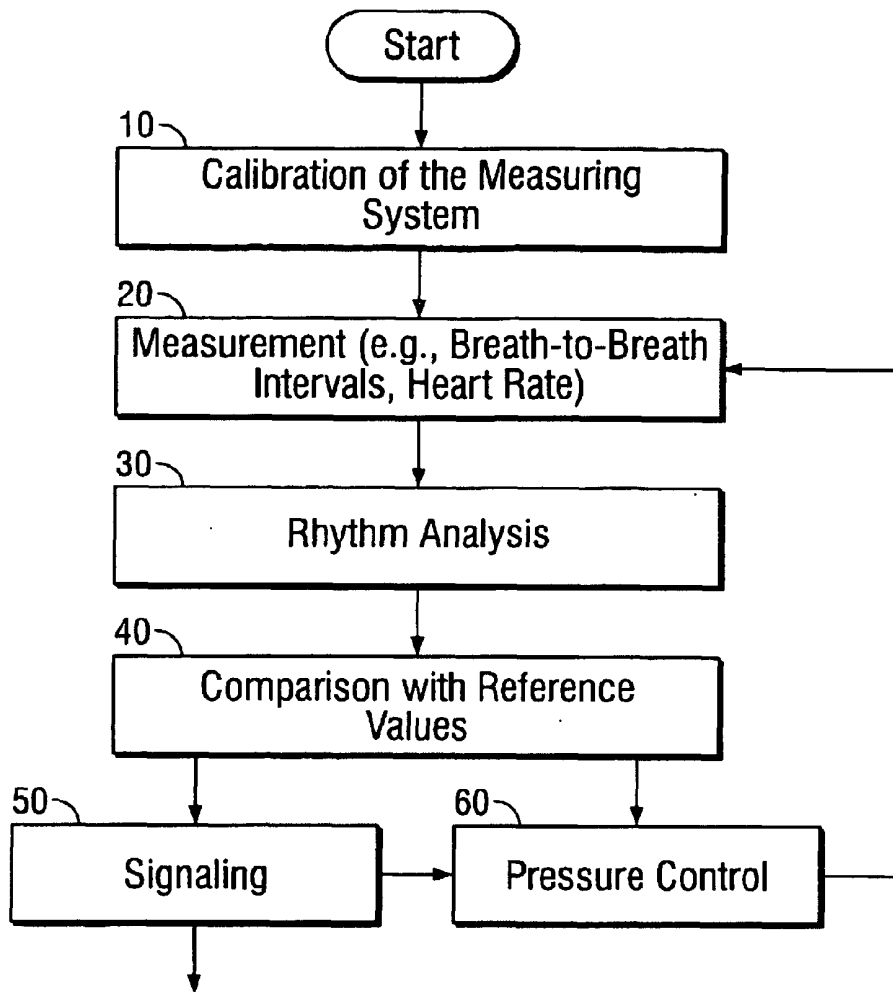 Start
10
Calibration of the Measuring
System
20
Measurement (e.g., Breath-to-Breath
Intervals, Heart Rate)
30
Rhythm Analysis
40
Comparison with Reference
Values
50
Signaling
60
Pressure Control